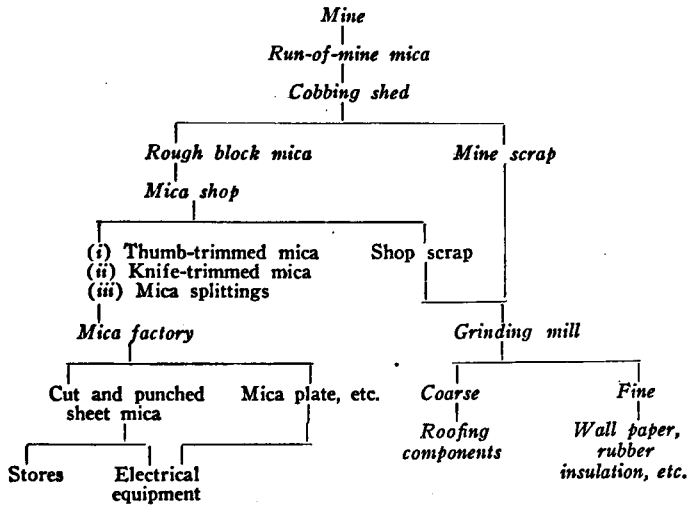 Mine
Run-of-mine mica
Cobbing shed
Rough block mica
Mine scrap
Mica shop
(i) Thumb-trimmed mica
(ii) Knife-trimmed mica
(iii) Mica splittings
Shop scrap
Mica factory
Grinding mill
Cut and punched
sheet mica
Mica plate, etc.
Coarse
Fine
Roofing
components
Wall paper,
rubber
insulation, etc.
Stores
Electrical
equipment